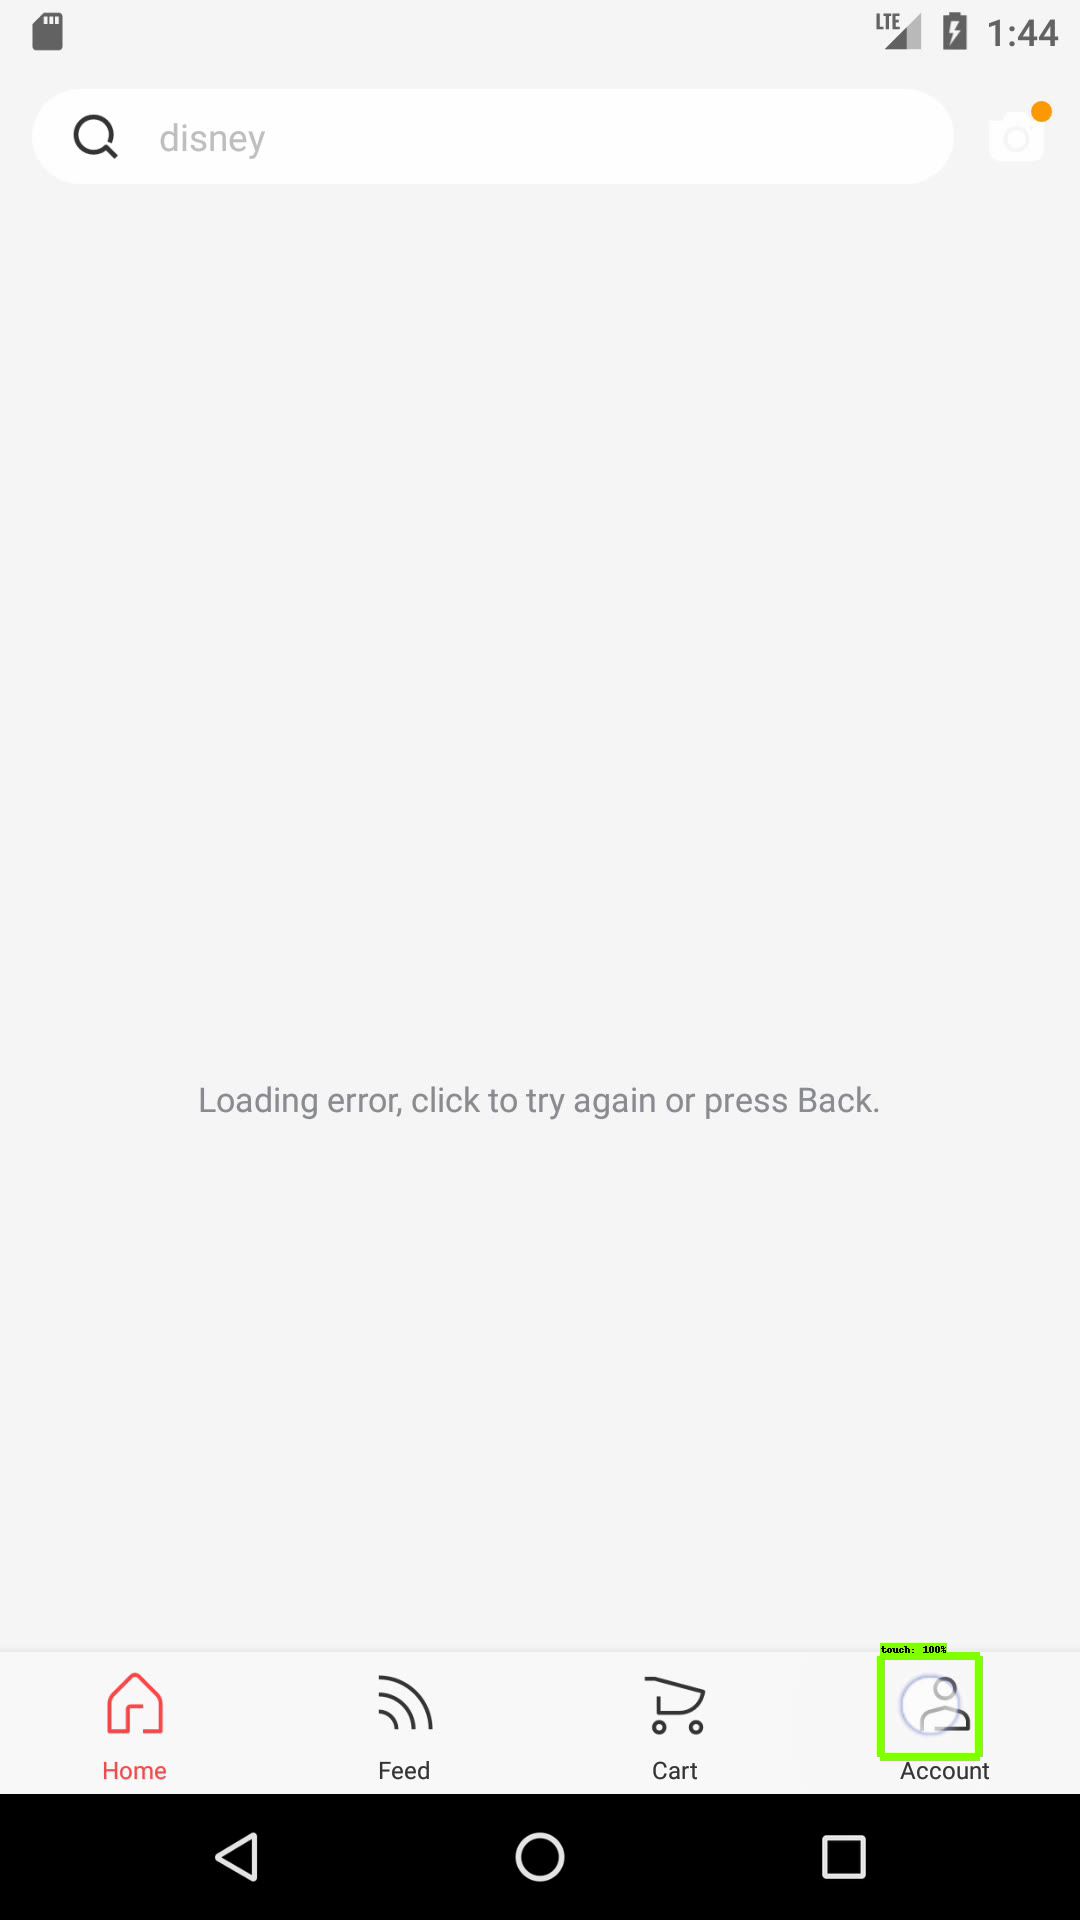 LTE 1:44
disney
Loading error, click to try again or press Back.
touch: 100%
Home Feed Cart Account